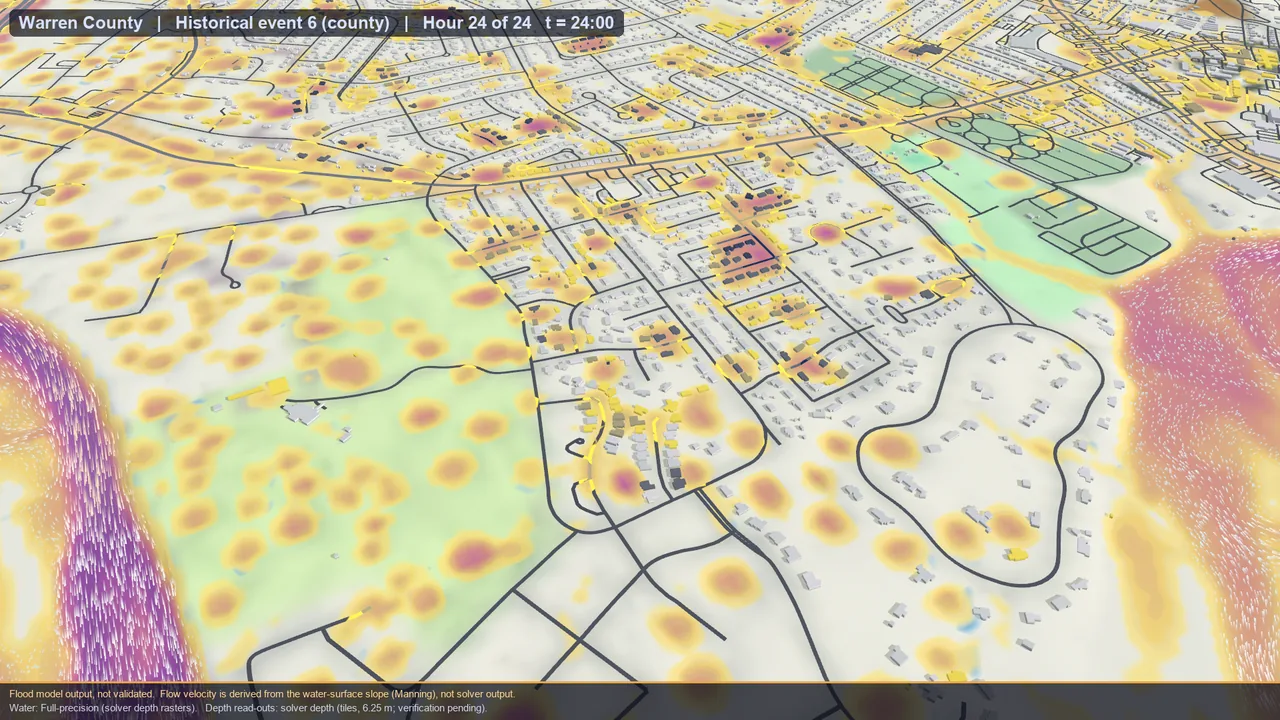 Warren County | Historical event 6 (county) | Hour 24 of 24 t = 24:00
Flood model output, not validated. Flow velocity is derived from the water-surface slope (Manning), not solver output.
Water: Full-precision (solver depth rasters). Depth read-outs: solver depth (tiles, 6.25 m; verification pending).